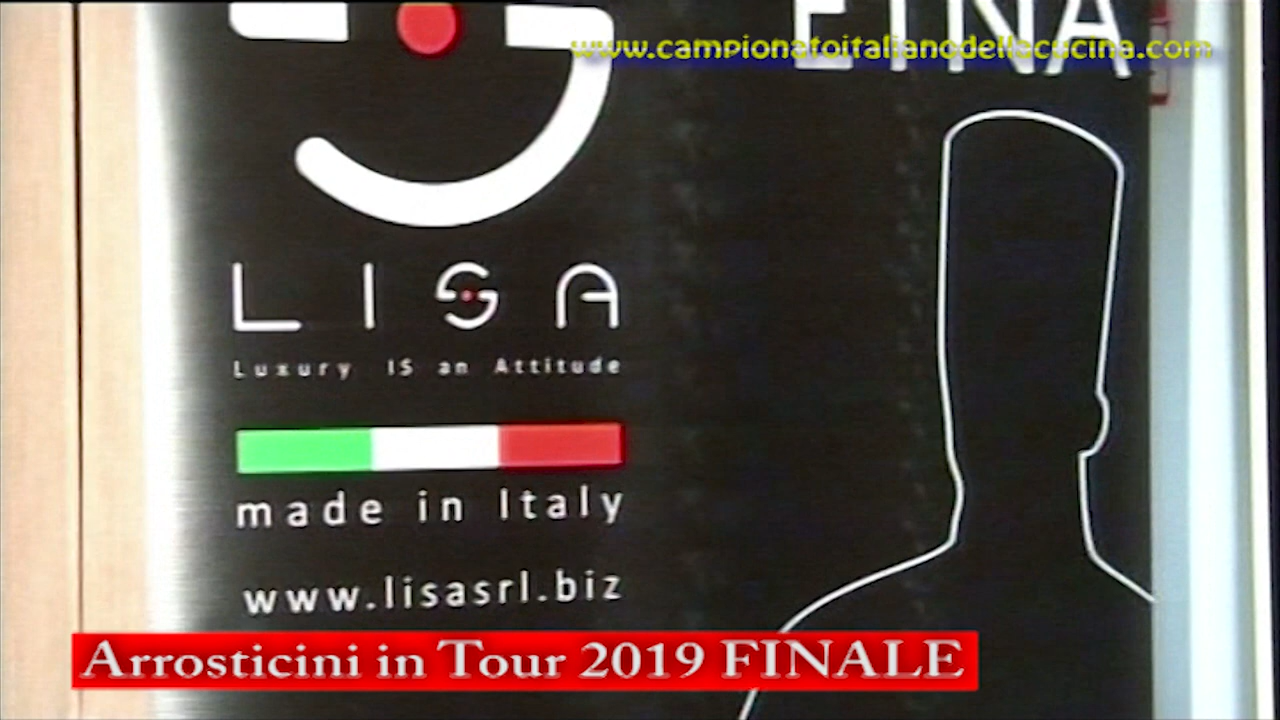 www.campionatoitalianodellacucina.com
LISA
Luxury IS an Attitude
made in Italy
www.lisasrl.biz
Arrosticini in Tour 2019 FINALE